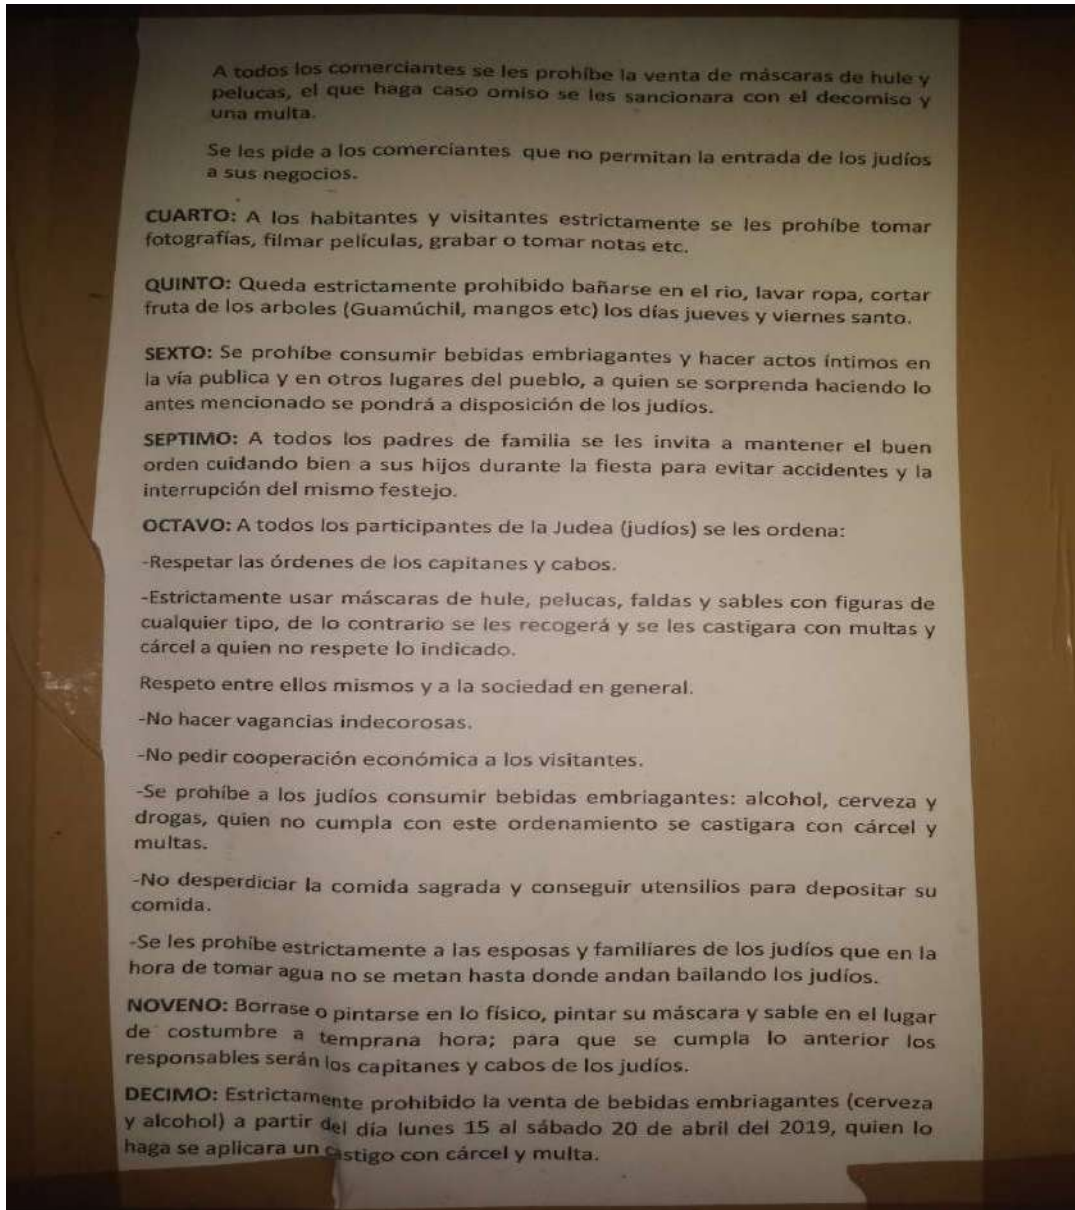 A todos los comerciantes se les prohíbe la venta de máscaras de hule y
pelucas, el que haga caso omiso se les sancionara con el decomiso y
una multa.
Se les pide a los comerciantes que no permitan la entrada de los judíos
a sus negocios.
CUARTO: A los habitantes y visitantes estrictamente se les prohíbe tomar
fotografías, filmar películas, grabar o tomar notas etc.
QUINTO: Queda estrictamente prohibido bañarse en el rio, lavar ropa, cortar
fruta de los arboles (Guamúchil, mangos etc) los días jueves y viernes santo.
SEXTO: Se prohíbe consumir bebidas embriagantes y hacer actos íntimos en
la vía publica y en otros lugares del pueblo, a quien se sorprenda haciendo lo
antes mencionado se pondrá a disposición de los judíos.
SEPTIMO: A todos los padres de familia se les invita a mantener el buen
orden cuidando bien a sus hijos durante la fiesta para evitar accidentes y la
interrupción del mismo festejo.
OCTAVO: A todos los participantes de la Judea (judíos) se les ordena:
-Respetar las órdenes de los capitanes y cabos.
-Estrictamente usar máscaras de hule, pelucas, faldas y sables con figuras de
cualquier tipo, de lo contrario se les recogerá y se les castigara con multas y
cárcel a quien no respete lo indicado.
Respeto entre ellos mismos y a la sociedad en general.
-No hacer vagancias indecorosas.
-No pedir cooperación económica a los visitantes.
-Se prohíbe a los judíos consumir bebidas embriagantes: alcohol, cerveza y
drogas, quien no cumpla con este ordenamiento se castigara con cárcel y
multas.
-No desperdiciar la comida sagrada y conseguir utensilios para depositar su
comida.
-Se les prohíbe estrictamente a las esposas y familiares de los judíos que en la
hora de tomar agua no se metan hasta donde andan bailando los judíos.
NOVENO: Borrase o pintarse en lo físico, pintar su máscara y sable en el lugar
de costumbre a temprana hora; para que se cumpla lo anterior los
responsables serán los capitanes y cabos de los judíos.
DECIMO: Estrictamente prohibido la venta de bebidas embriagantes (cerveza
y alcohol) a partir del día lunes 15 al sábado 20 de abril del 2019, quien lo
haga se aplicara un castigo con cárcel y multa.